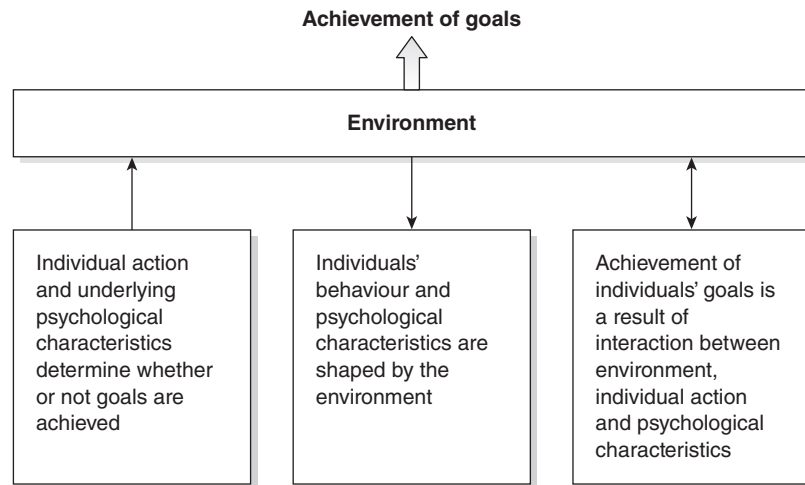 Achievement of goals
Environment
Individual action
and underlying
psychological
characteristics
determine whether
or not goals are
achieved
Individuals’
behaviour and
psychological
characteristics are
shaped by the
environment
Achievement of
individuals’ goals is
a result of
interaction between
environment,
individual action
and psychological
characteristics